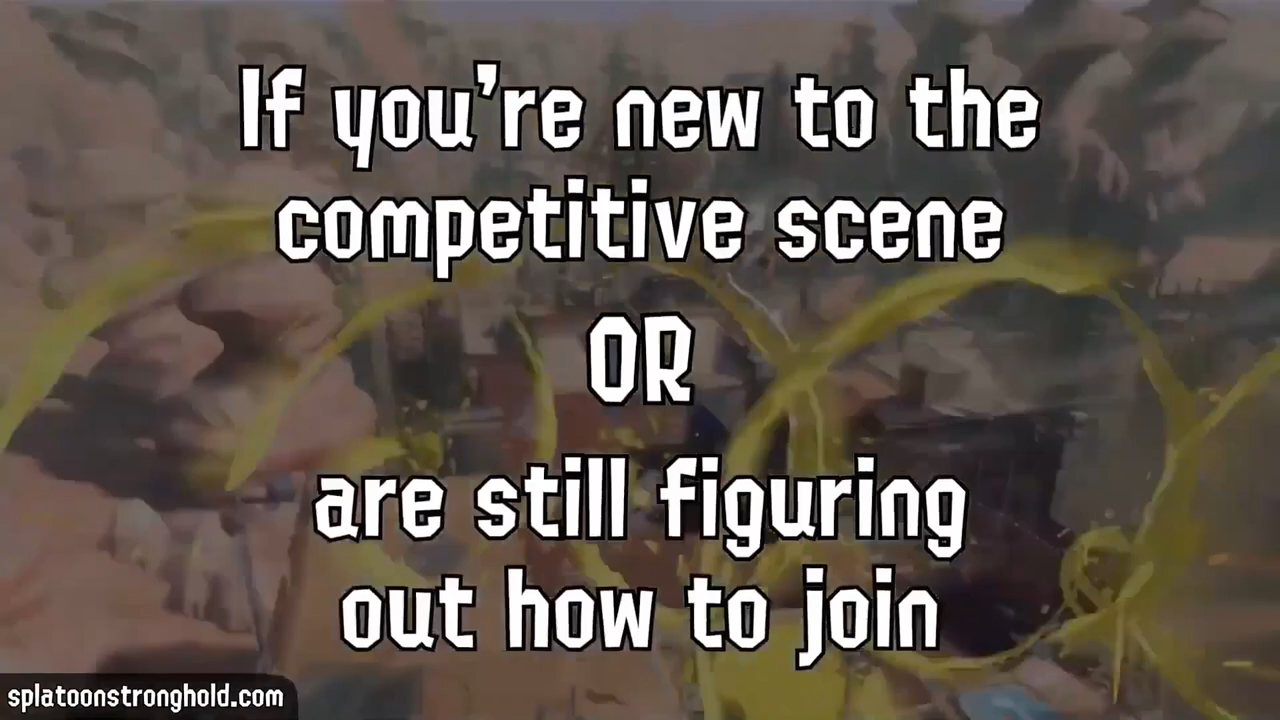 If you're new to the
competitive scene
OR
are still figuring
out how to join
splatoonstronghold.com